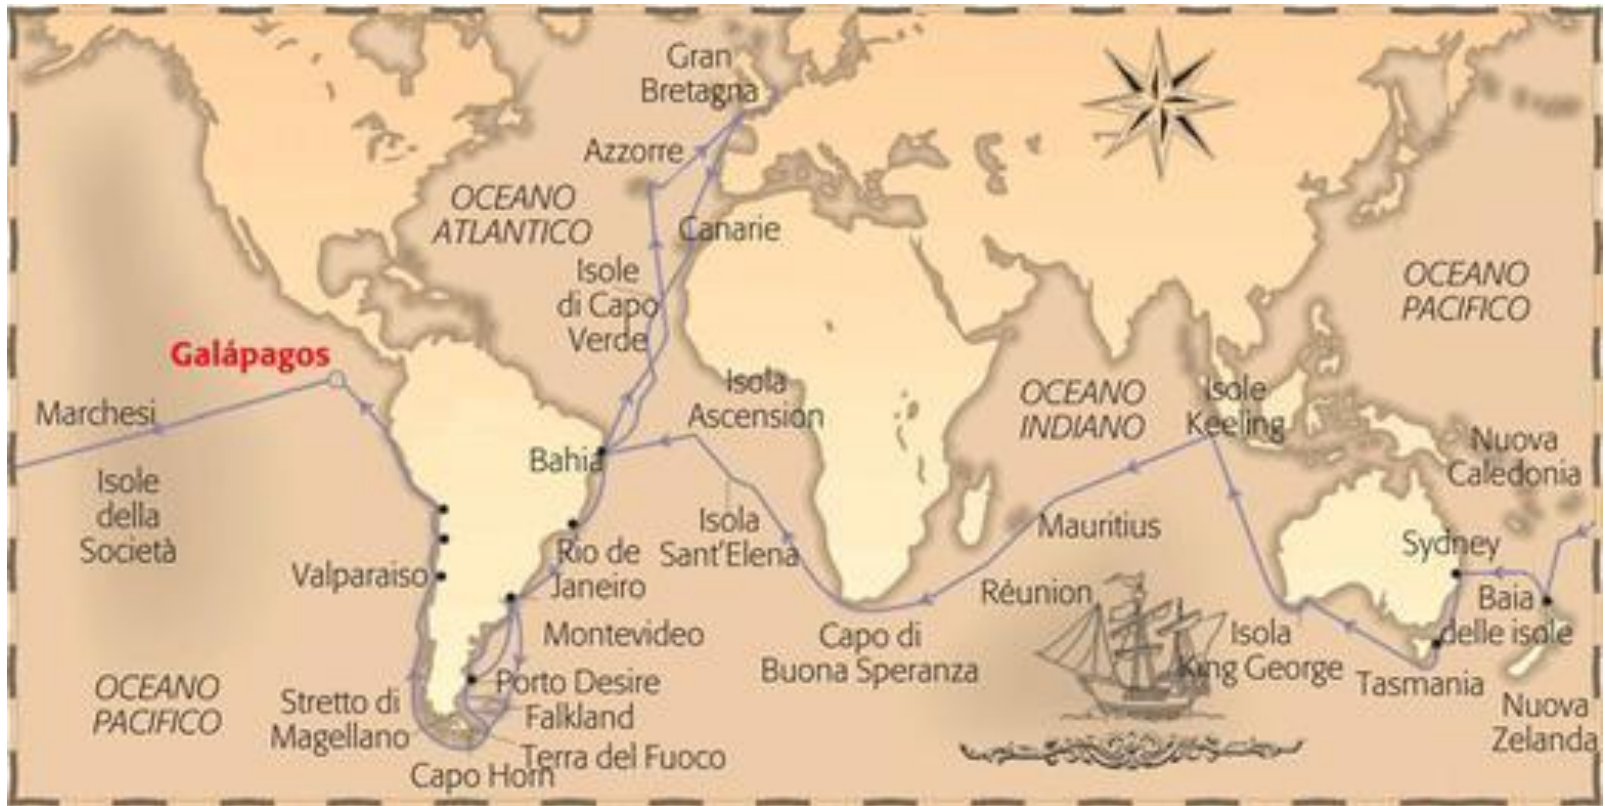 Gran
Bretagna
Azzorre
OCEANO
ATLANTICO
Canarie
Isole
di Capo
Verde
OCEANO
PACIFICO
Galápagos
Marchesi
Isola
Ascension
OCEANO
INDIANO
Isole
Keeling
Bahia
Nuova
Caledonia
Isole
della
Società
Isola
Sant'Elena
Mauritius
Sydney
Valparaiso
Rio de
Janeiro
Réunion
Baia
delle isole
Montevideo
Capo di
Buona Speranza
Isola
King George
Tasmania
OCEANO
PACIFICO
Stretto di
Magellano
Porto Desire
Falkland
Terra del Fuoco
Capo Horn
Nuova
Zelanda